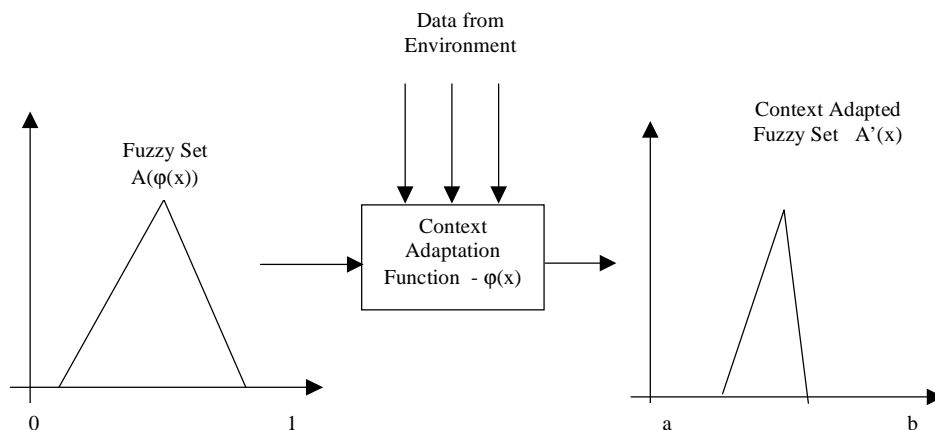 Data from
Environment
Fuzzy Set
A(φ(x))
Context
Adaptation
Function - φ(x)
Context Adapted
Fuzzy Set A’(x)
0 1
a b